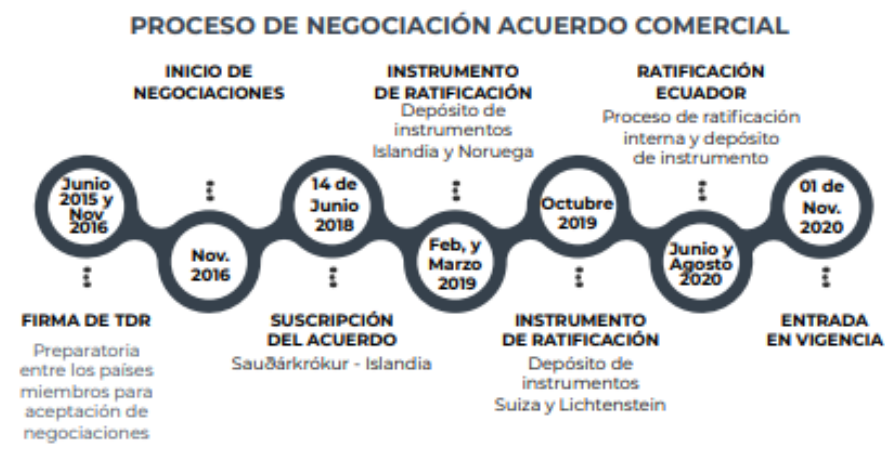 PROCESO DE NEGOCIACIÓN ACUERDO COMERCIAL
Junio
2015 y
Nov
2016
FIRMA DE TDR
Preparatoria
entre los países
miembros para
aceptación de
negociaciones
INICIO DE
NEGOCIACIONES
Nov.
2016
14 de
Junio
2018
SUSCRIPCIÓN
DEL ACUERDO
Sauðárkrókur - Islandia
INSTRUMENTO
DE RATIFICACIÓN
Depósito de
instrumentos
Islandia y Noruega
Feb, y
Marzo
2019
Octubre
2019
INSTRUMENTO
DE RATIFICACIÓN
Depósito de
instrumentos
Suiza y Lichtenstein
RATIFICACIÓN
ECUADOR
Proceso de ratificación
interna y depósito
de instrumento
Junio y
Agosto
2020
01 de
Nov.
2020
ENTRADA
EN VIGENCIA